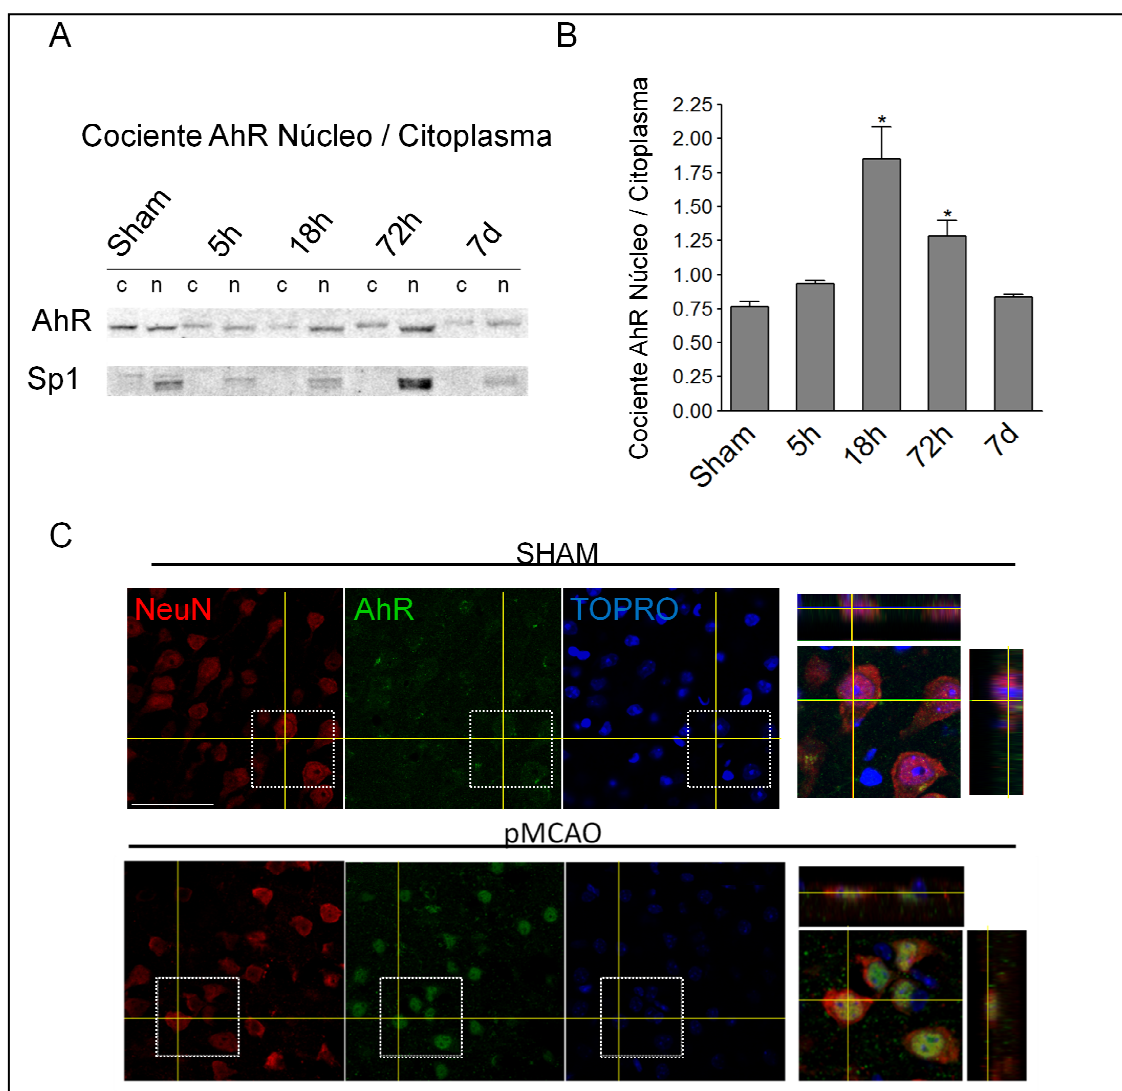 A
Cociente AhR Núcleo / Citoplasma
Sham 5h 18h 72h 7d
c n c n c n c n c n
AhR
Sp1
B
Cociente AhR Núcleo / Citoplasma
2.25
2.00
1.75
1.50
1.25
1.00
0.75
0.50
0.25
0.00
* *
Sham 5h 18h 72h 7d
C
SHAM
NeuN AhR TOPRO
pMCAO